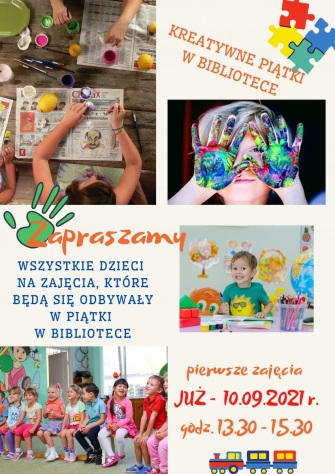 KREATYWNE PIĄTKI
W BIBLIOTECE
Zapraszamy
WSZYSTKIE DZIECI
NA ZAJĘCIA, KTÓRE
BĘDĄ SIĘ ODBYWAŁY
W PIĄTKI
W BIBLIOTECE
pierwsze zajęcia
JUŻ - 10.09.2021 r.
godz. 13.30 - 15.30